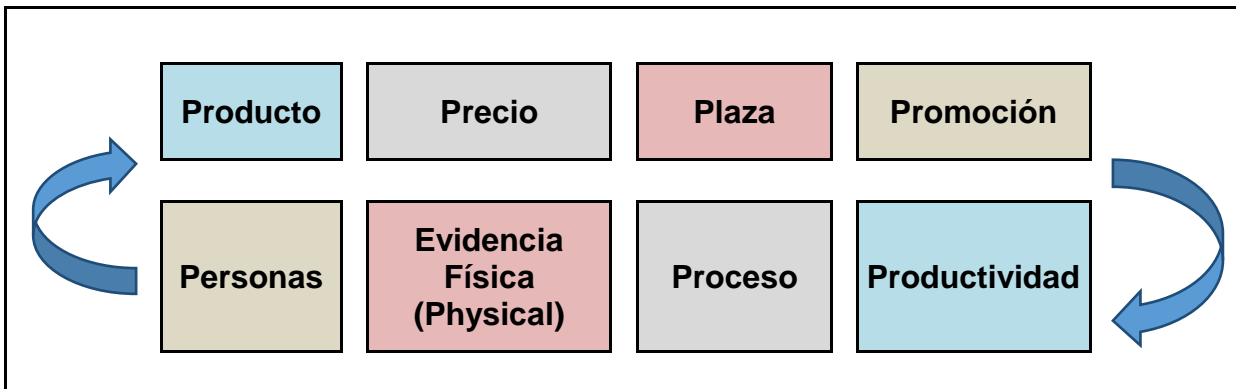 Producto
Precio
Plaza
Promoción
Personas
Evidencia
Física
(Physical)
Proceso
Productividad